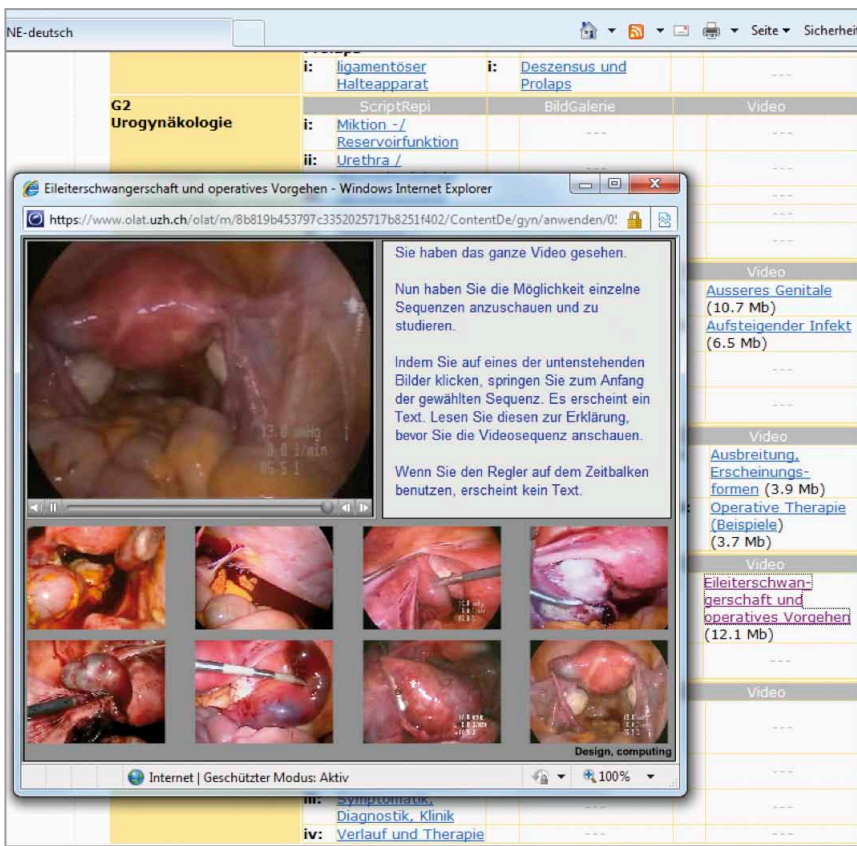 NE-deutsch
Seite
Sicherheit
i: ligamentöser
Halteapparat
i: Deszensus und
Prolaps
---
G2
Urogynäkologie
ScriptRepi
BildGalerie
Video
i: Miktion -/
Reservoirfunktion
---
---
ii: Urethra /
---
---
---
---
Eileiterschwangerschaft und operatives Vorgehen - Windows Internet Explorer
https://www.olat.uzh.ch/olat/m/8b819b453797c3352025717b8251f402/ContentDe/gyn/anwenden/0
Sie haben das ganze Video gesehen.
Nun haben Sie die Möglichkeit einzelne
Sequenzen anzuschauen und zu
studieren.
Indem Sie auf eines der untenstehenden
Bilder klicken, springen Sie zum Anfang
der gewählten Sequenz. Es erscheint ein
Text. Lesen Sie diesen zur Erklärung,
bevor Sie die Videosequenz anschauen.
Wenn Sie den Regler auf dem Zeitbalken
benutzen, erscheint kein Text.
Design, computing
Internet | Geschützter Modus: Aktiv
100%
Video
Ausseres Genitale
(10.7 Mb)
Aufsteigender Infekt
(6.5 Mb)
---
---
Video
Ausbreitung,
Erscheinungs-
formen (3.9 Mb)
Operative Therapie
(Beispiele)
(3.7 Mb)
Video
Eileiterschwan-
gerschaft und
operatives Vorgehen
(12.1 Mb)
---
Video
---
---
iii: Symptomatik,
Diagnostik, Klinik
---
---
iv: Verlauf und Therapie
---
---